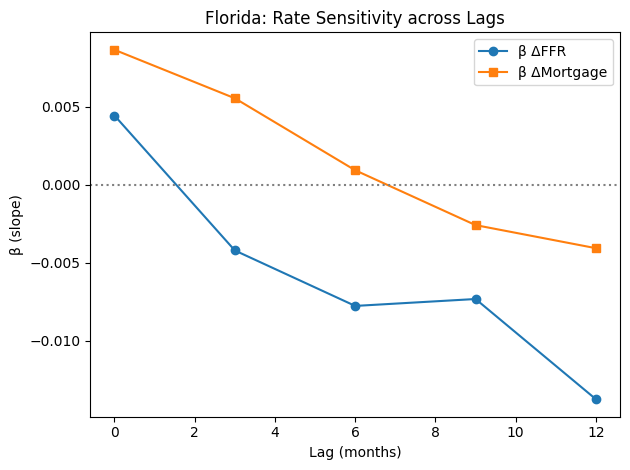 Florida: Rate Sensitivity across Lags
β ΔFFR
β ΔMortgage
0.005
0.000
−0.005
−0.010
β (slope)
0 2 4 6 8 10 12
Lag (months)